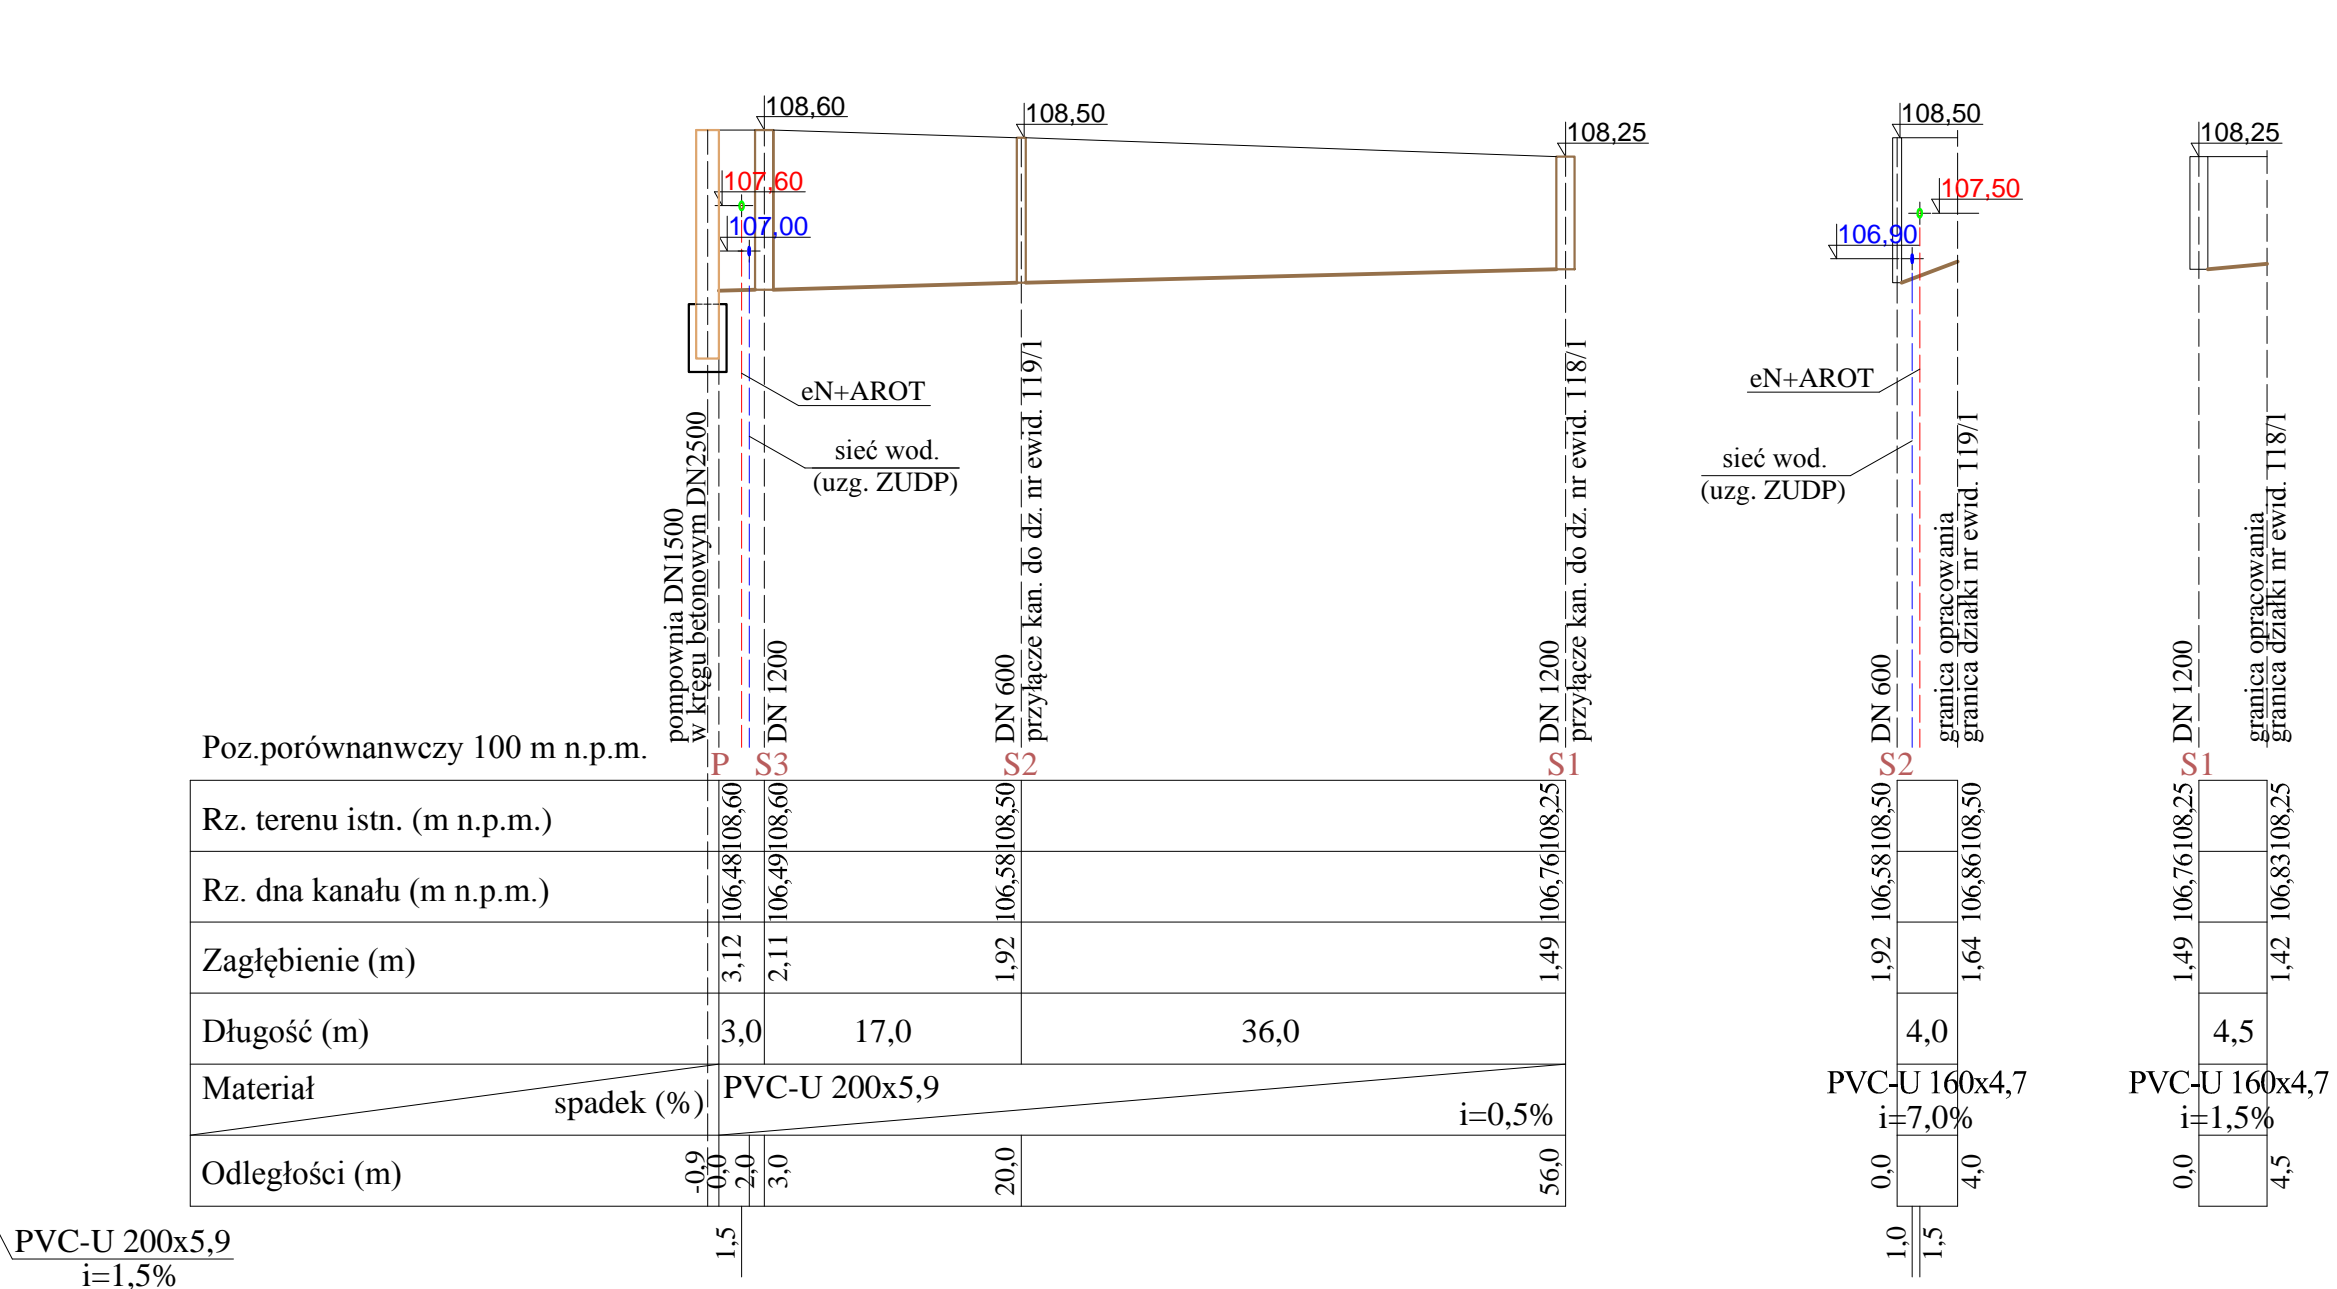 108,60
108,50
108,25
107,60
107,00
108,50
107,50
106,90
108,25
eN+AROT
sieć wod.
(uzg. ZUDP)
eN+AROT
sieć wod.
(uzg. ZUDP)
pompownia DN1500
w kręgu betonowym DN2500
DN 1200
DN 600
przyłącze kan. do dz. nr ewid. 119/1
DN 1200
przyłącze kan. do dz. nr ewid. 118/1
DN 600
granica opracowania
granica działki nr ewid. 119/1
DN 1200
granica opracowania
granica działki nr ewid. 118/1
Poz.porównanwczy 100 m n.p.m.
P S3 S2 S1 S2 S1
Rz. terenu istn. (m n.p.m.) 108,60 108,60 108,50 108,25 108,50 108,50 108,25 108,25
Rz. dna kanału (m n.p.m.) 106,48 106,49 106,58 106,76 106,58 106,86 106,76 106,83
Zagłębienie (m) 3,12 2,11 1,92 1,49 1,92 1,64 1,49 1,42
Długość (m) 3,0 17,0 36,0 4,0 4,5
Materiał PVC-U 200x5,9 PVC-U 160x4,7 PVC-U 160x4,7
spadek (%) i=0,5% i=7,0% i=1,5%
Odległości (m) -0,9 0,0 2,0 3,0 20,0 56,0 0,0 4,0 0,0 4,5
1,5 1,0 1,5
PVC-U 200x5,9
i=1,5%